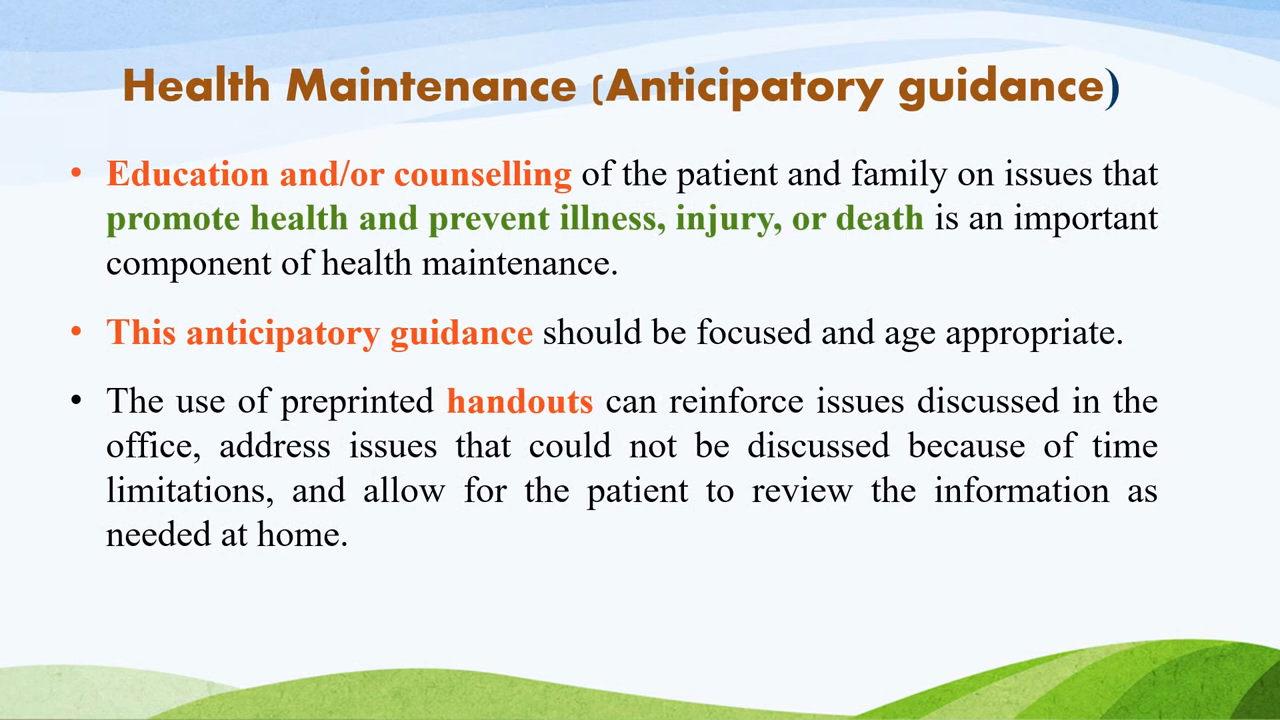 Health Maintenance (Anticipatory guidance)
• Education and/or counselling of the patient and family on issues that
promote health and prevent illness, injury, or death is an important
component of health maintenance.
• This anticipatory guidance should be focused and age appropriate.
• The use of preprinted handouts can reinforce issues discussed in the
office, address issues that could not be discussed because of time
limitations, and allow for the patient to review the information as
needed at home.